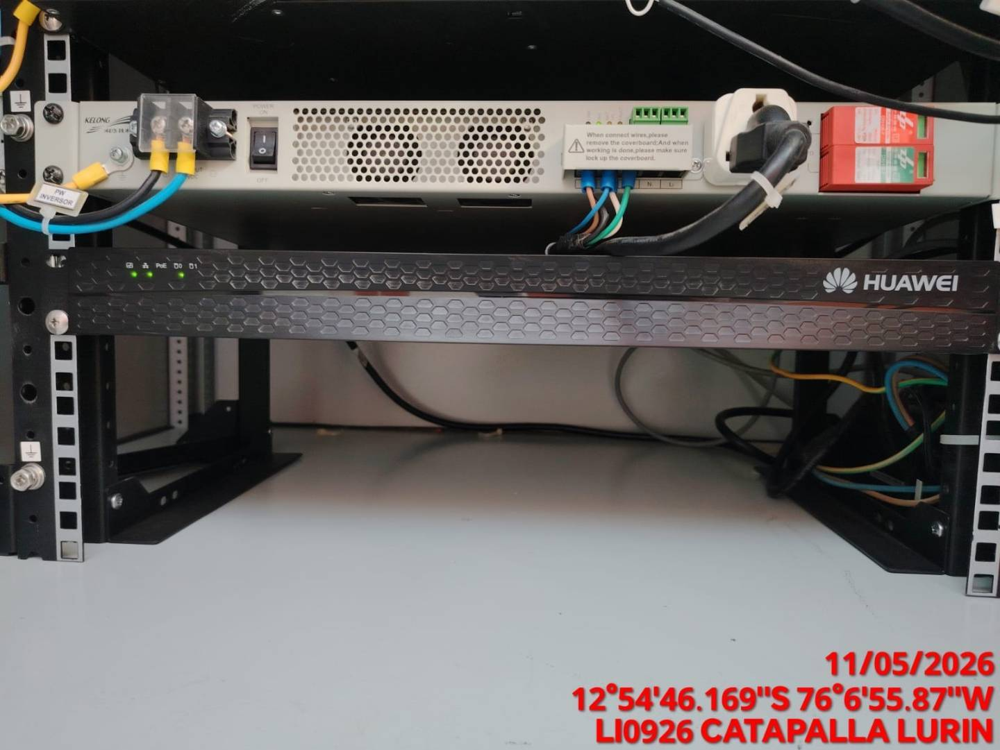 KELONG
POWER
ON
OFF
When connect wires,please
remove the coverboard;And when
working is done,please make sure
lock up the coverboard.
N
L
PW
INVERSOR
PoE
0
1
HUAWEI
11/05/2026
12°54'46.169"S 76°6'55.87"W
LI0926 CATAPALLA LURIN